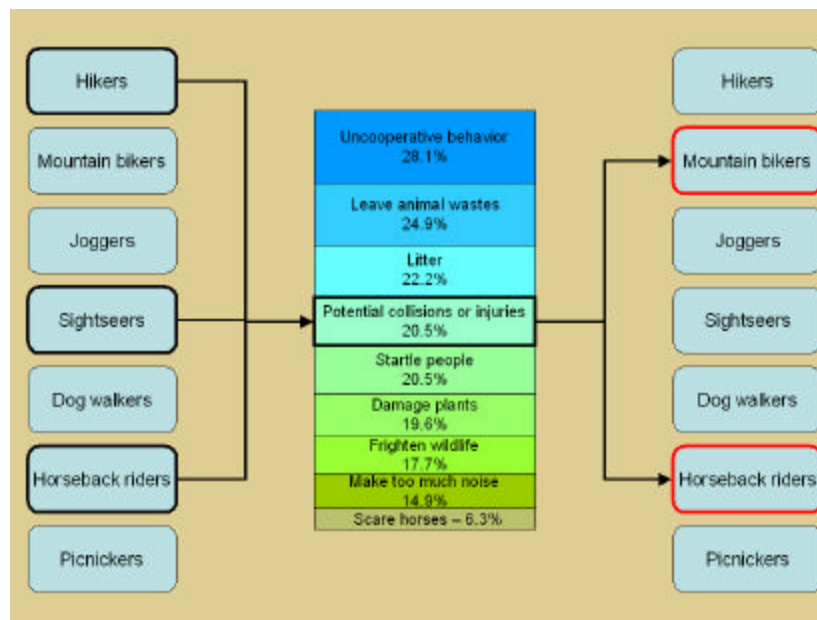 Hikers
Mountain bikers
Joggers
Sightseers
Dog walkers
Horseback riders
Picnickers
Uncooperative behavior
28.1%
Leave animal wastes
24.9%
Litter
22.2%
Potential collisions or injuries
20.5%
Startle people
20.5%
Damage plants
19.6%
Frighten wildlife
17.7%
Make too much noise
14.9%
Scare horses – 6.3%
Hikers
Mountain bikers
Joggers
Sightseers
Dog walkers
Horseback riders
Picnickers